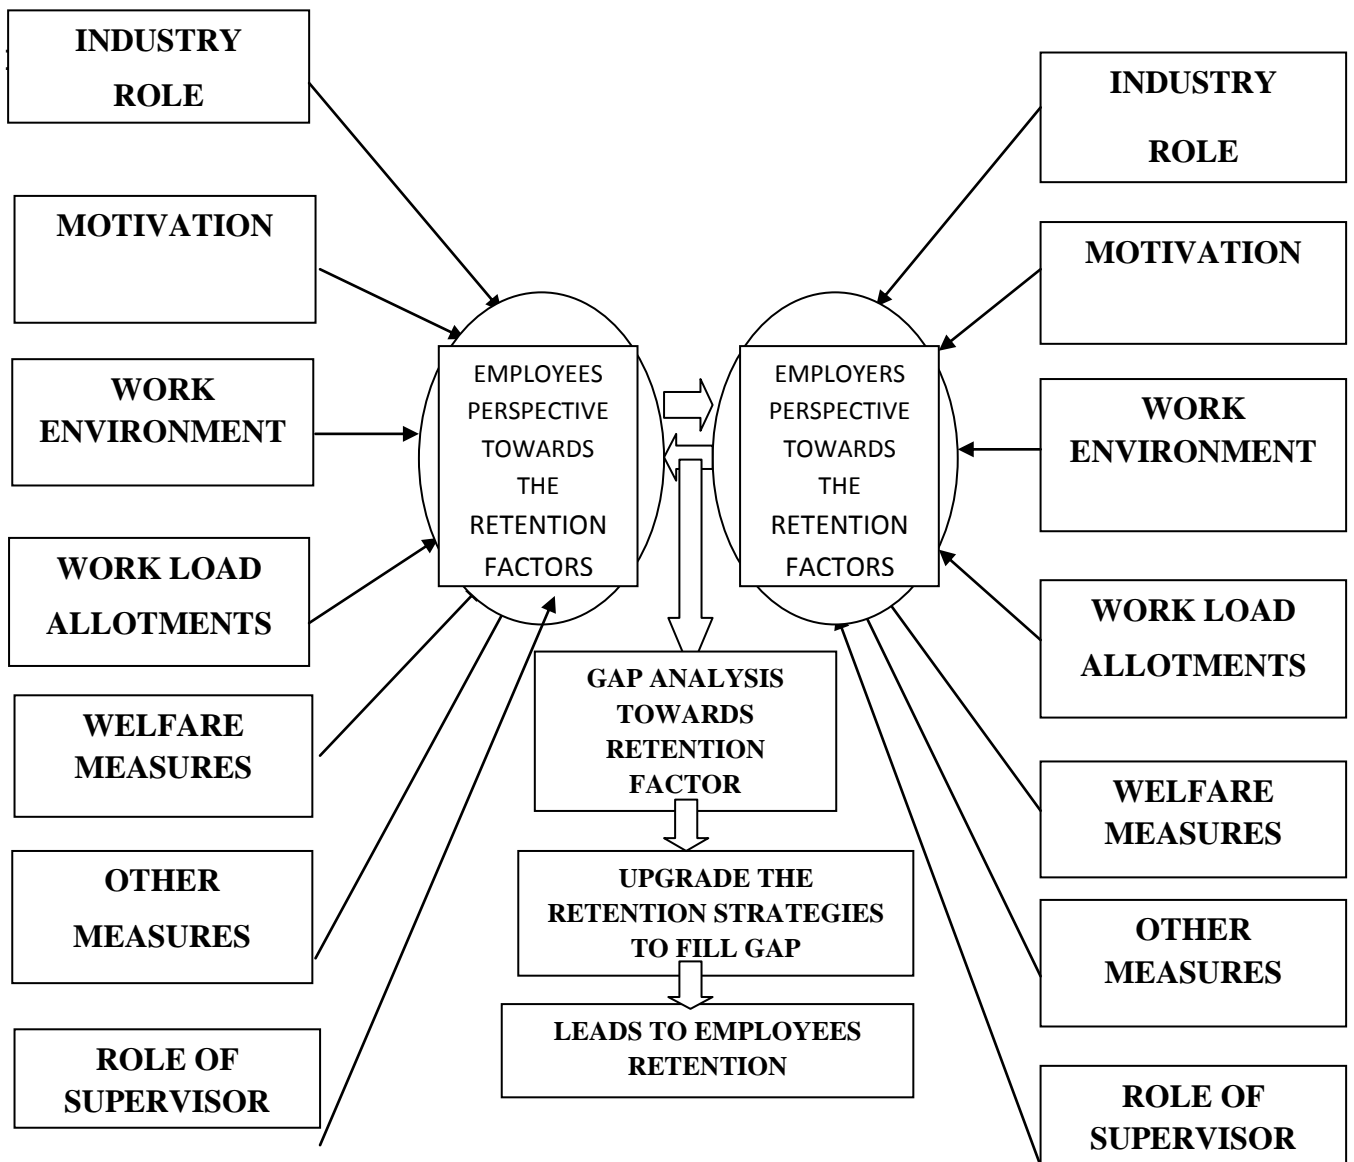 INDUSTRY
ROLE
MOTIVATION
WORK
ENVIRONMENT
WORK LOAD
ALLOTMENTS
WELFARE
MEASURES
OTHER
MEASURES
ROLE OF
SUPERVISOR
EMPLOYEES
PERSPECTIVE
TOWARDS
THE
RETENTION
FACTORS
EMPLOYERS
PERSPECTIVE
TOWARDS
THE
RETENTION
FACTORS
GAP ANALYSIS
TOWARDS
RETENTION
FACTOR
UPGRADE THE
RETENTION STRATEGIES
TO FILL GAP
LEADS TO EMPLOYEES
RETENTION
INDUSTRY
ROLE
MOTIVATION
WORK
ENVIRONMENT
WORK LOAD
ALLOTMENTS
WELFARE
MEASURES
OTHER
MEASURES
ROLE OF
SUPERVISOR